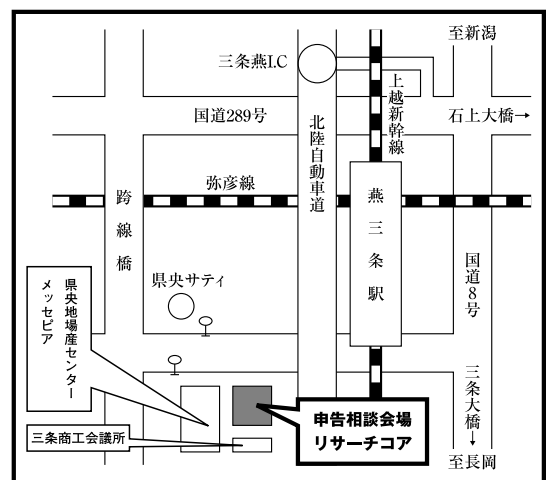 至新潟
三条燕I.C
上越新幹線
国道289号
石上大橋→
北陸自動車道
弥彦線
跨線橋
燕三条駅
国道8号
県央サティ
県央地場産センター
メッセピア
三条大橋→
三条商工会議所
申告相談会場
リサーチコア
至長岡